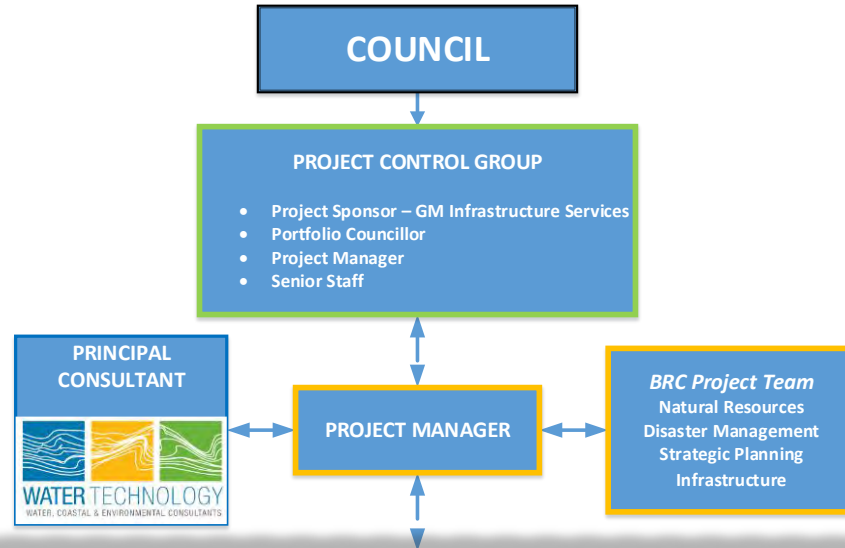 COUNCIL
PROJECT CONTROL GROUP
• Project Sponsor – GM Infrastructure Services
• Portfolio Councillor
• Project Manager
• Senior Staff
PRINCIPAL
CONSULTANT
WATER TECHNOLOGY
WATER, COASTAL & ENVIRONMENTAL CONSULTANTS
PROJECT MANAGER
BRC Project Team
Natural Resources
Disaster Management
Strategic Planning
Infrastructure